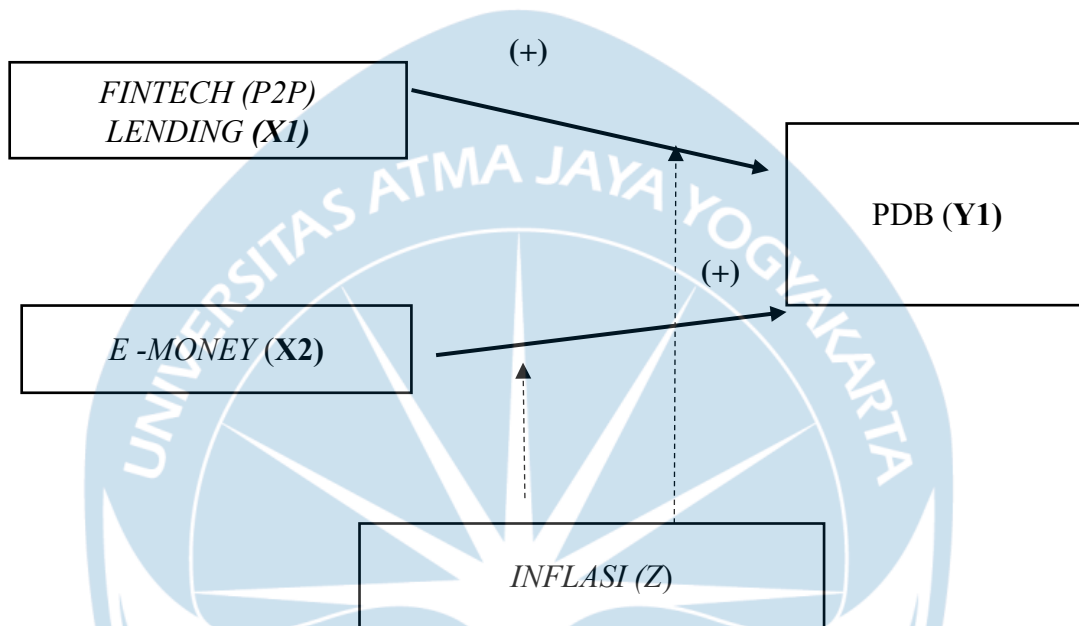 (+)
FINTECH (P2P)
LENDING (X1)
PDB (Y1)
(+)
E -MONEY (X2)
INFLASI (Z)
UNIVERSITAS ATMA JAYA YOGYAKARTA